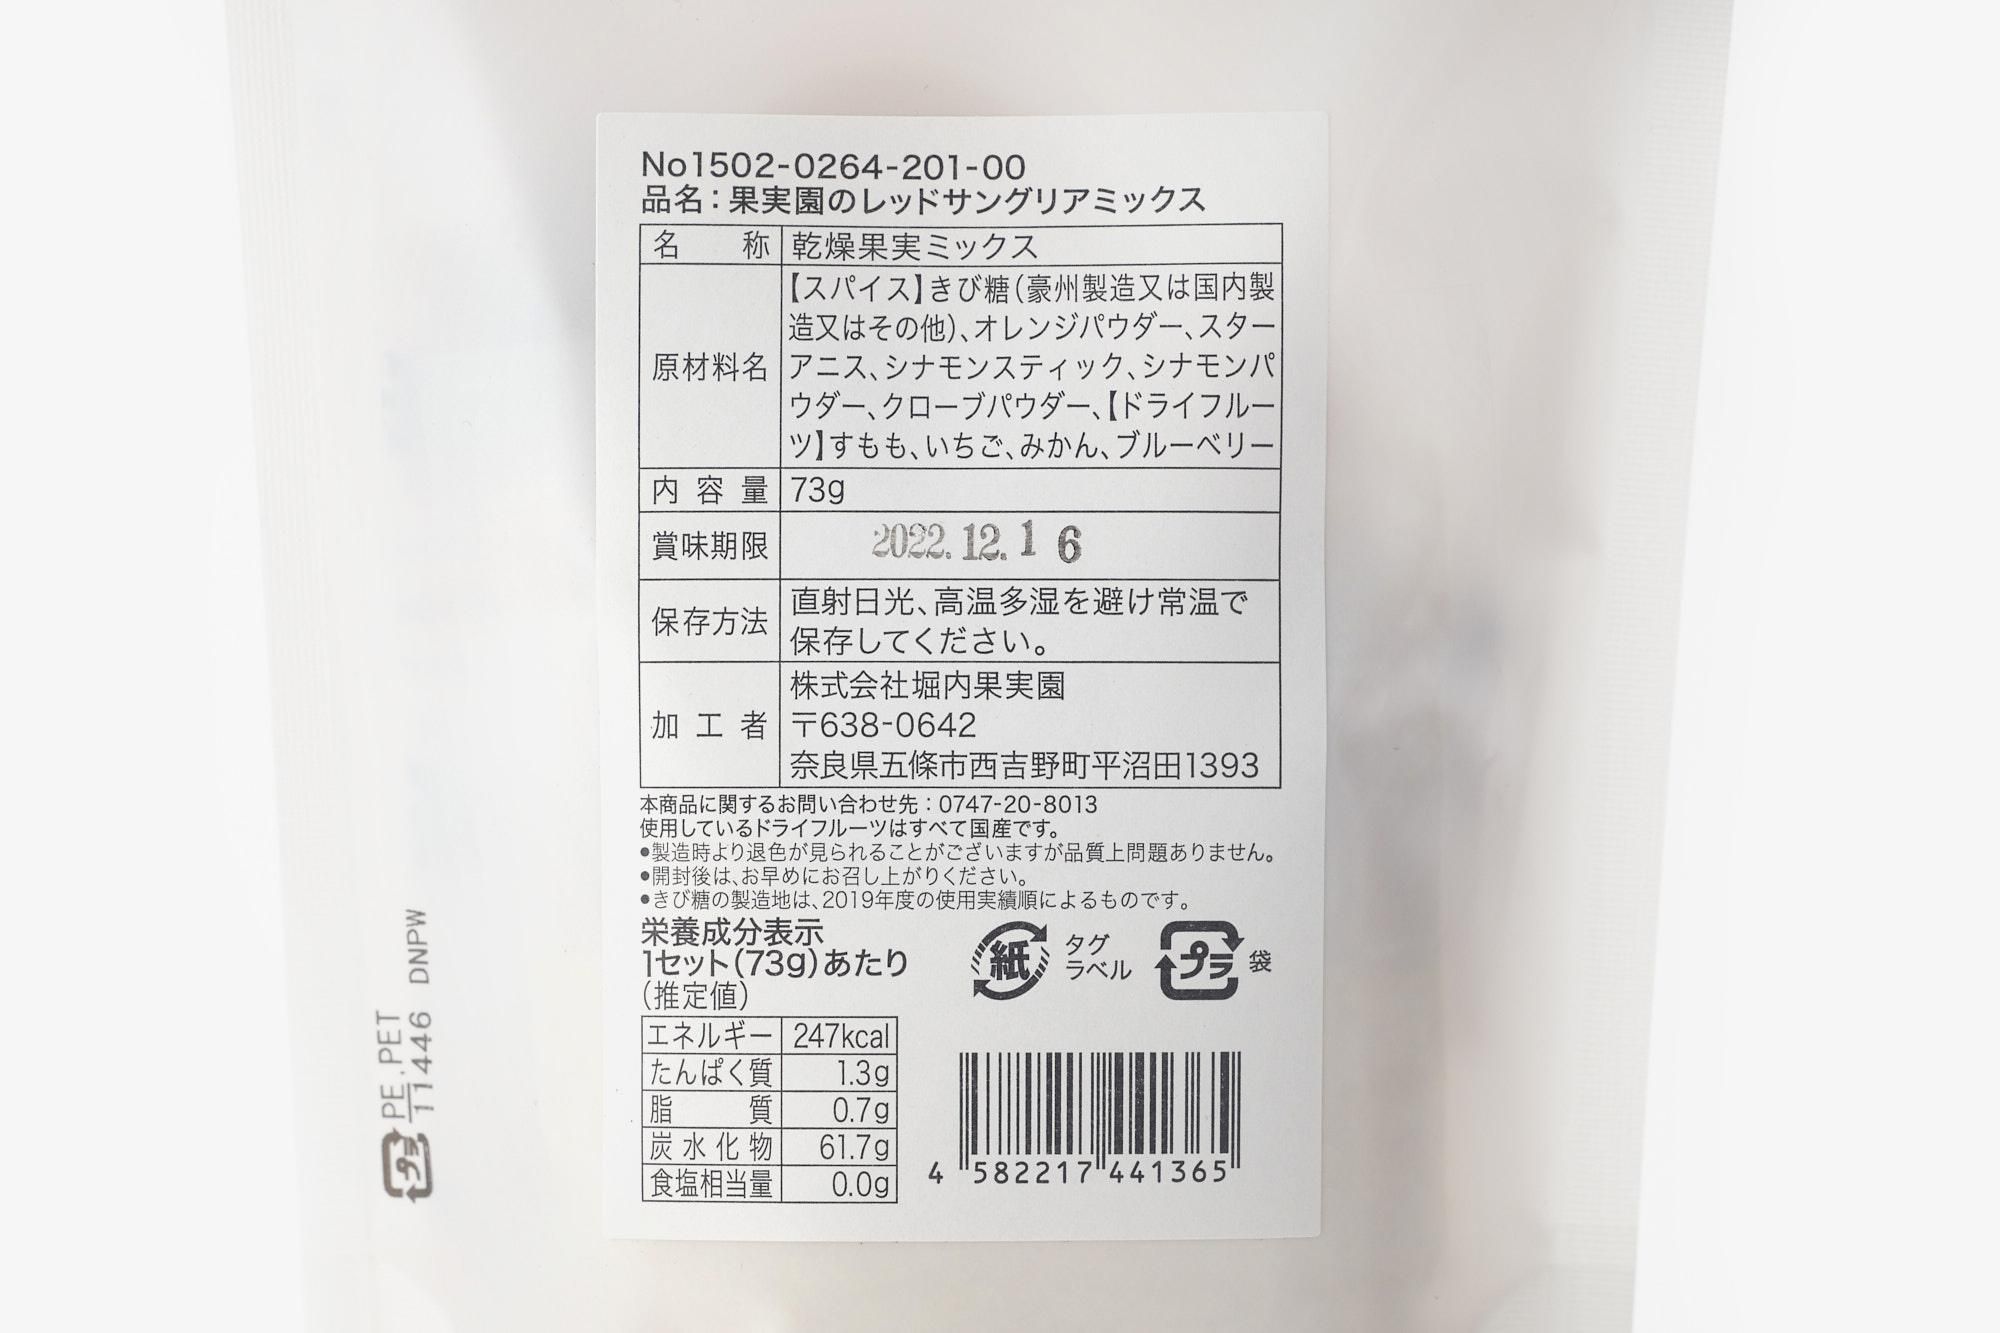 No1502-0264-201-00
品名：果実園のレッドサングリアミックス
名称 乾燥果実ミックス
原材料名 【スパイス】きび糖（豪州製造又は国内製
造又はその他）、オレンジパウダー、スター
アニス、シナモンスティック、シナモンパ
ウダー、クローブパウダー、【ドライフルー
ツ】すもも、いちご、みかん、ブルーベリー
内容量 73g
賞味期限 2022.12.16
保存方法 直射日光、高温多湿を避け常温で
保存してください。
加工者 株式会社堀内果実園
〒638-0642
奈良県五條市西吉野町平沼田1393
本商品に関するお問い合わせ先：0747-20-8013
使用しているドライフルーツはすべて国産です。
●製造時より退色が見られることがございますが品質上問題ありません。
●開封後は、お早めにお召し上がりください。
●きび糖の製造地は、2019年度の使用実績順によるものです。
栄養成分表示
1セット（73g）あたり
（推定値）
紙 タグ
ラベル
プラ 袋
エネルギー 247kcal
たんぱく質 1.3g
脂質 0.7g
炭水化物 61.7g
食塩相当量 0.0g
4 582217 441365
プラ PE.PET
11446 DNPW